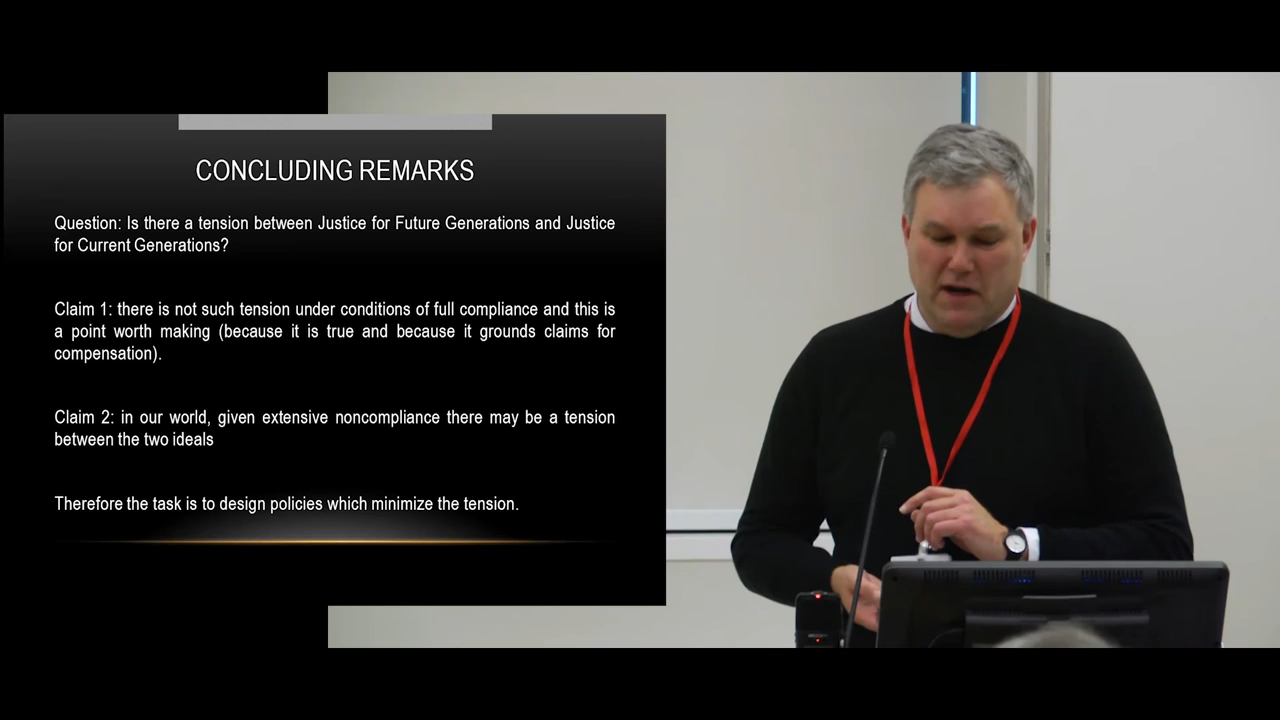 CONCLUDING REMARKS
Question: Is there a tension between Justice for Future Generations and Justice
for Current Generations?
Claim 1: there is not such tension under conditions of full compliance and this is
a point worth making (because it is true and because it grounds claims for
compensation).
Claim 2: in our world, given extensive noncompliance there may be a tension
between the two ideals
Therefore the task is to design policies which minimize the tension.